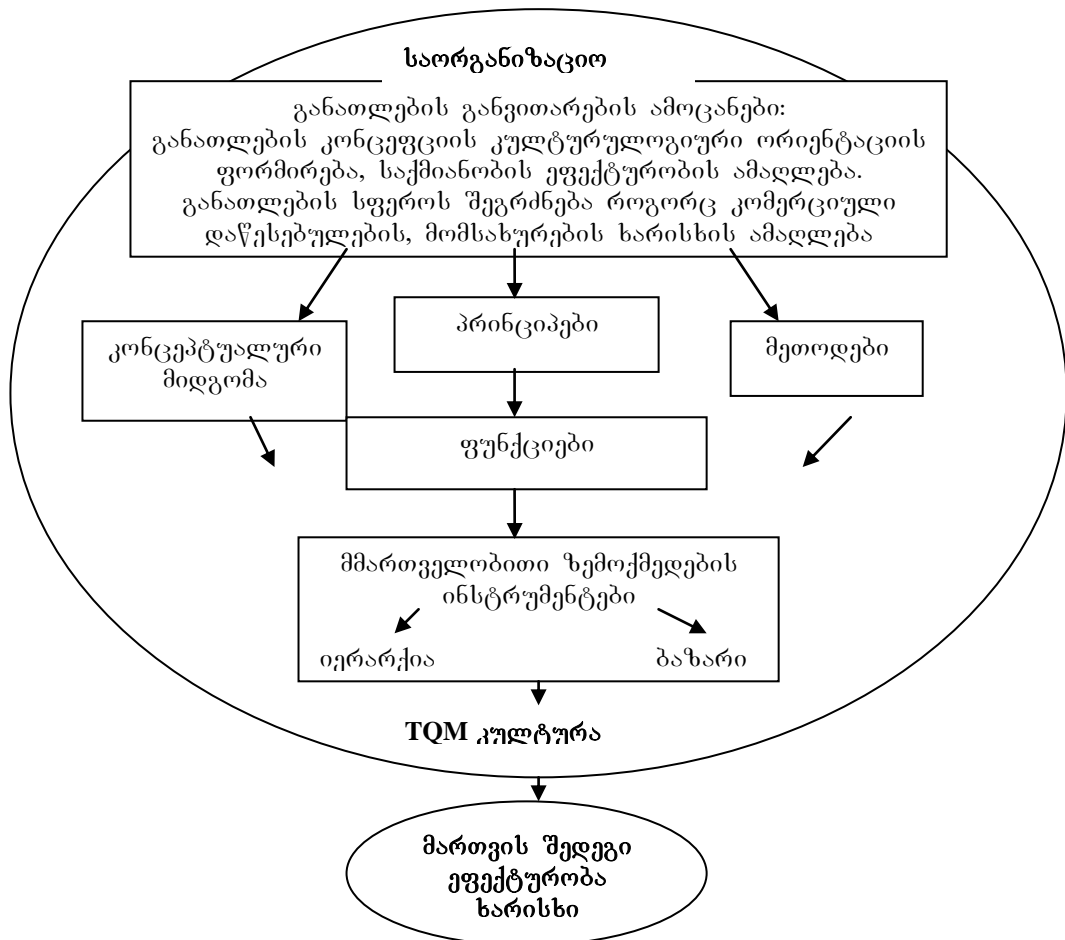 საორგანიზაციო
განათლების განვითარების ამოცანები:
განათლების კონცეფციის კულტურულოგიური ორიენტაციის
ფორმირება, საქმიანობის ეფექტურობის ამაღლება.
განათლების სფეროს შეგრძნება როგორც კომერციული
დაწესებულების, მომსახურების ხარისხის ამაღლება
კონცეპტუალური
მიდგომა
პრინციპები
მეთოდები
ფუნქციები
მმართველობითი ზემოქმედების
ინსტრუმენტები
იერარქია ბაზარი
TQM კულტურა
მართვის შედეგი
ეფექტურობა
ხარისხი